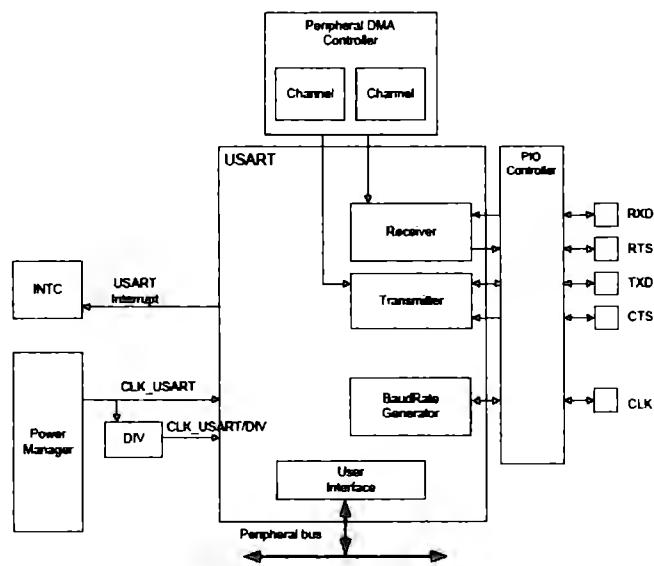 Peripheral DMA
Controller
Channel
Channel
USART
PIO
Controller
Receiver
RXD
RTS
INTC
USART
Interrupt
Transmitter
TXD
CTS
Power
Manager
CLK_USART
DIV
CLK_USART/DIV
BaudRate
Generator
CLK
User
Interface
Peripheral bus